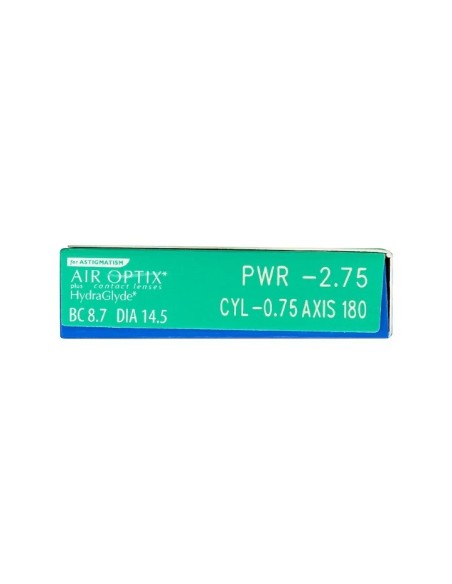 for ASTIGMATISM
AIR OPTIX®
plus contact lenses
HydraGlyde®
BC 8.7 DIA 14.5
PWR -2.75
CYL -0.75 AXIS 180